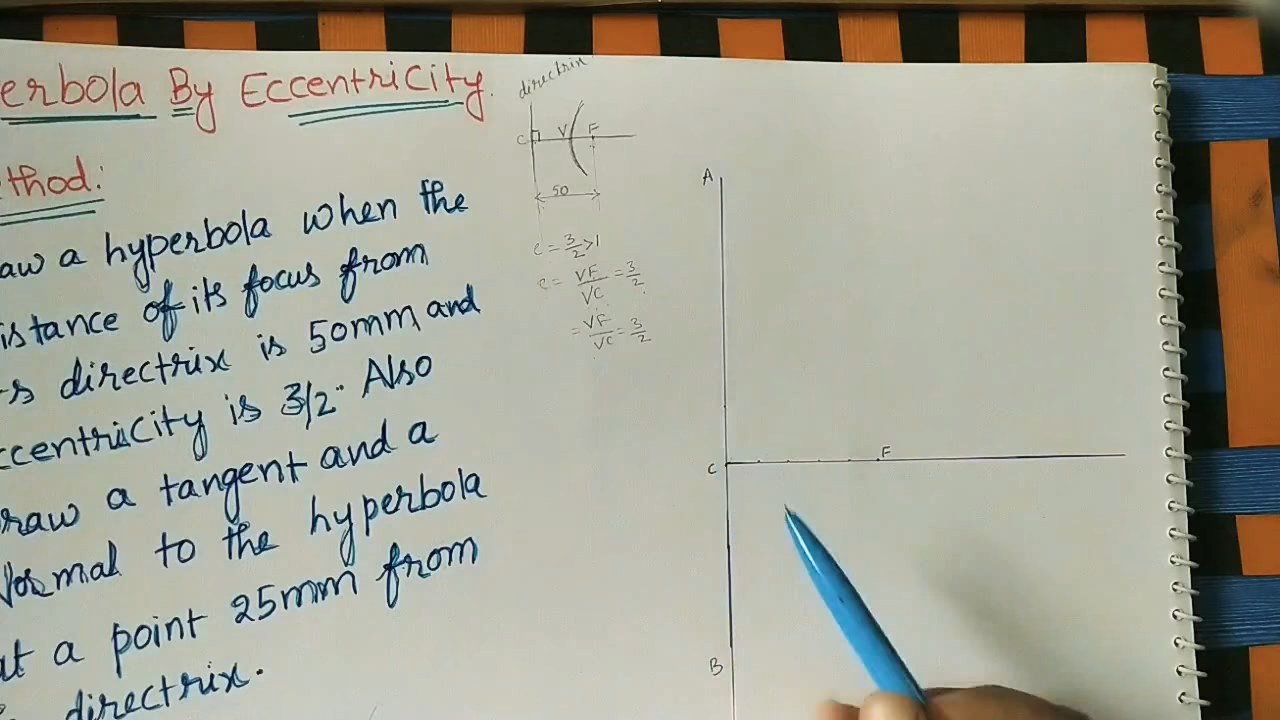 erbola By Eccentricity.
thod:
aw a hyperbola when the
istance of its focus from
s directrix is 50mm and
ccentricity is 3/2. Also
raw a tangent and a
Normal to the hyperbola
ut a point 25mm from
directrix.
directrix
C V F
50
e = 3/2 > 1
e = VF/VC = 3/2
= VF/VC = 3/2
A
C F
B